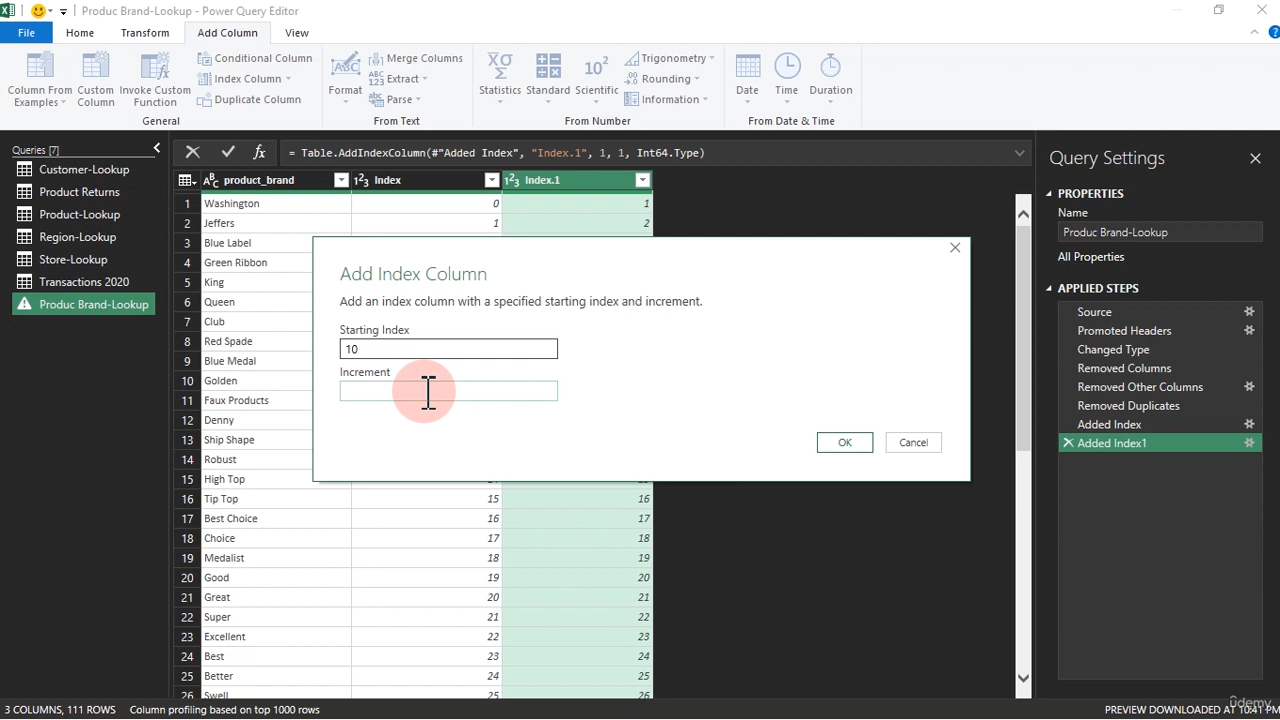 Produc Brand-Lookup - Power Query Editor
File Home Transform Add Column View
Column From Examples
Custom Column
Invoke Custom Function
Conditional Column
Index Column
Duplicate Column
General
Format
Merge Columns
Extract
Parse
From Text
Statistics
Standard
Scientific
Trigonometry
Rounding
Information
From Number
Date
Time
Duration
From Date & Time
Queries [7]
Customer-Lookup
Product Returns
Product-Lookup
Region-Lookup
Store-Lookup
Transactions 2020
Produc Brand-Lookup
= Table.AddIndexColumn(#"Added Index", "Index.1", 1, 1, Int64.Type)
product_brand Index Index.1
1 Washington 0 1
2 Jeffers 1 2
3 Blue Label
4 Green Ribbon
5 King
6 Queen
7 Club
8 Red Spade
9 Blue Medal
10 Golden
11 Faux Products
12 Denny
13 Ship Shape
14 Robust
15 High Top
16 Tip Top 15 16
17 Best Choice 16 17
18 Choice 17 18
19 Medalist 18 19
20 Good 19 20
21 Great 20 21
22 Super 21 22
23 Excellent 22 23
24 Best 23 24
25 Better 24 25
26 Swell 25 26
Add Index Column
Add an index column with a specified starting index and increment.
Starting Index
10
Increment
OK Cancel
Query Settings
PROPERTIES
Name
Produc Brand-Lookup
All Properties
APPLIED STEPS
Source
Promoted Headers
Changed Type
Removed Columns
Removed Other Columns
Removed Duplicates
Added Index
Added Index1
3 COLUMNS, 111 ROWS Column profiling based on top 1000 rows
PREVIEW DOWNLOADED AT 10:41 PM
ûdemy